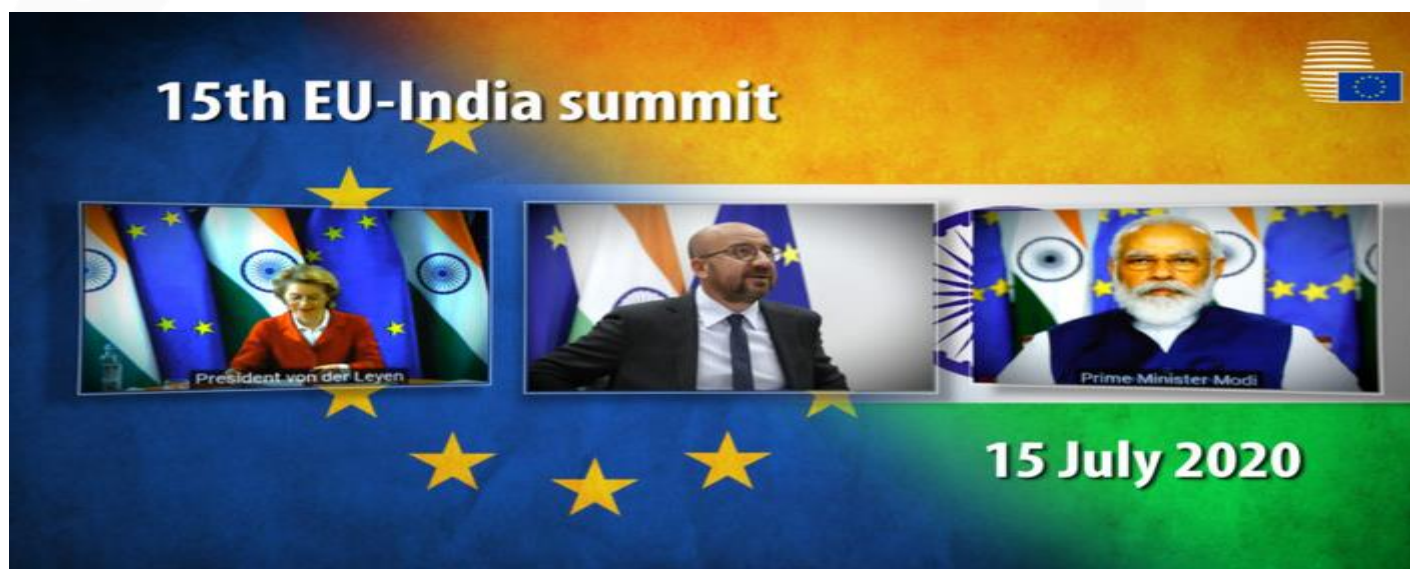 15th EU-India summit
President von der Leyen
Prime Minister Modi
15 July 2020